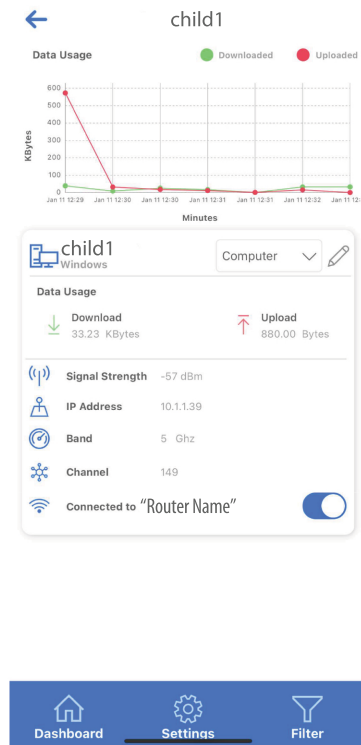 child1
Data Usage
Downloaded
Uploaded
600
500
400
300
200
100
0
KBytes
Jan 11 12:29 Jan 11 12:30 Jan 11 12:30 Jan 11 12:31 Jan 11 12:31 Jan 11 12:32 Jan 11 12:
Minutes
child1
Windows
Computer
Data Usage
Download
33.23 KBytes
Upload
880.00 Bytes
Signal Strength -57 dBm
IP Address 10.1.1.39
Band 5 Ghz
Channel 149
Connected to "Router Name"
Dashboard Settings Filter